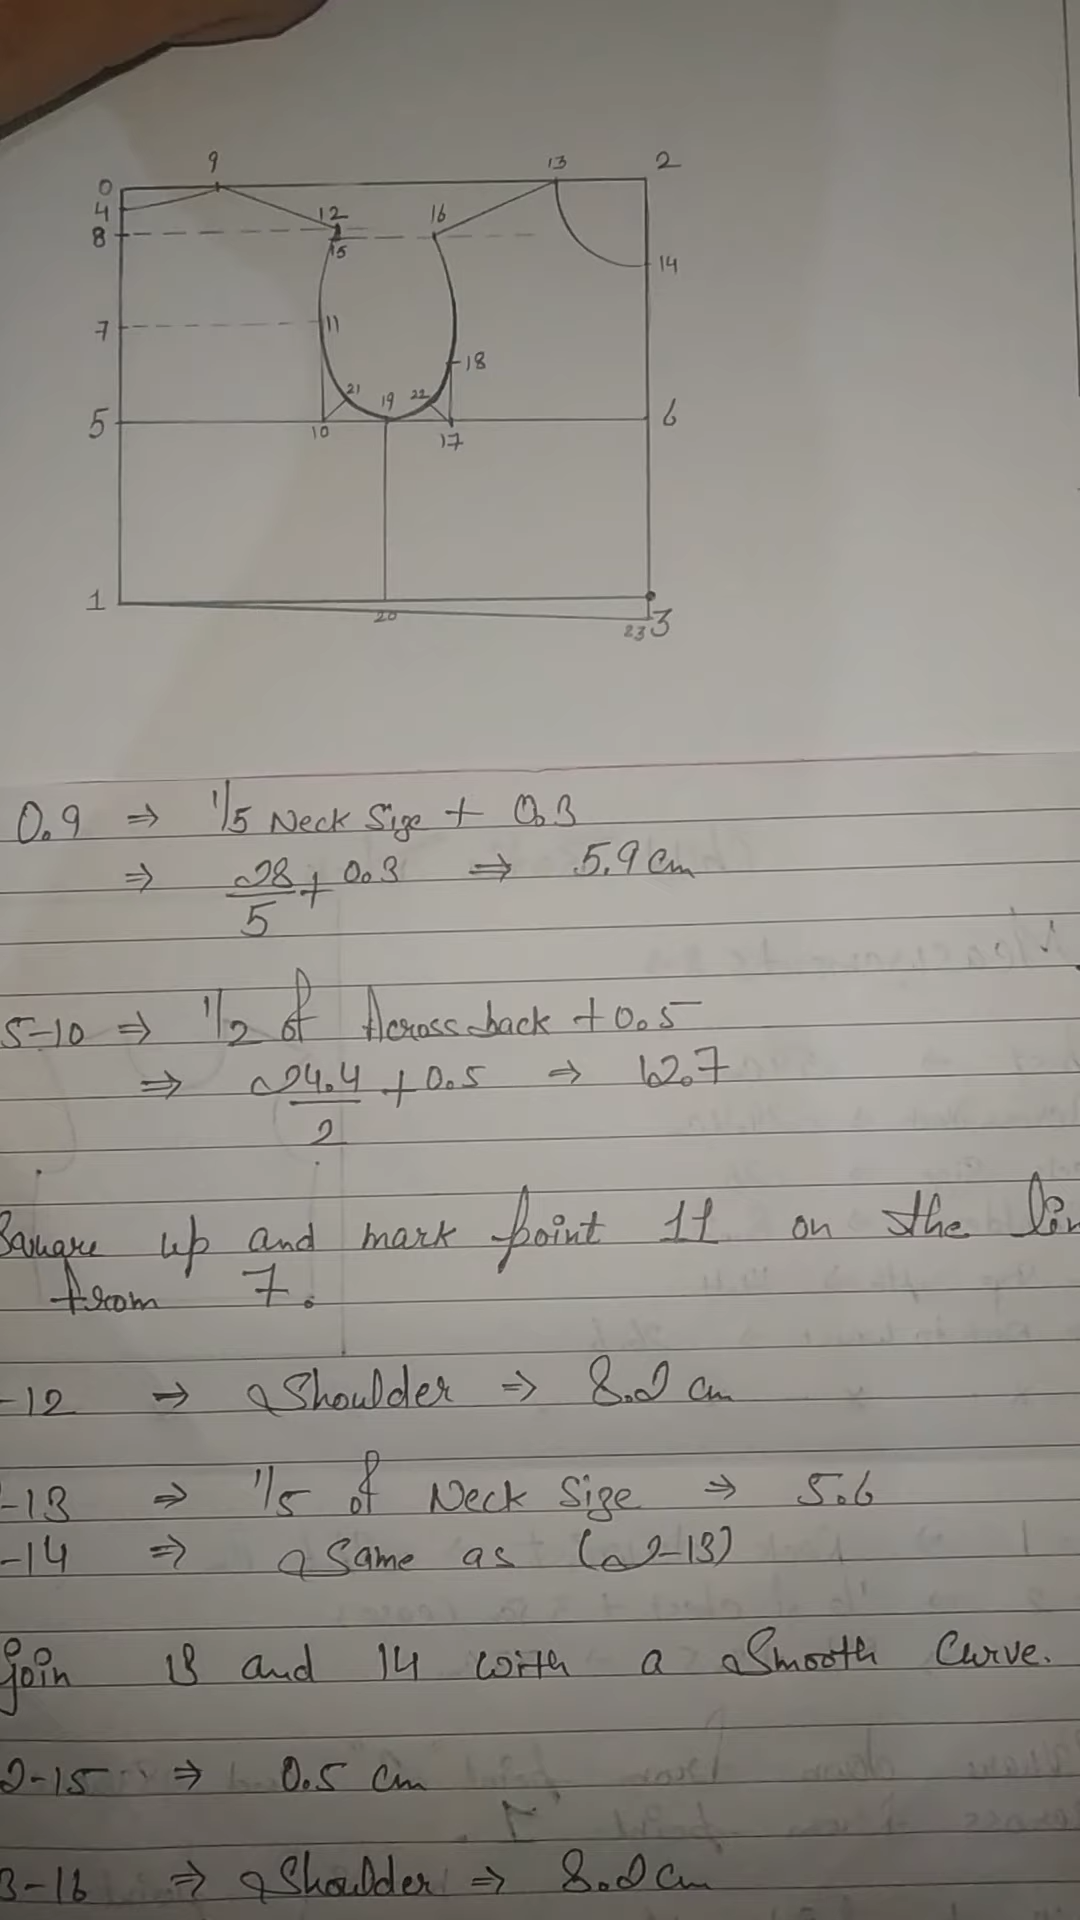 9 13 2
0
4 12 16
8 15
14
7 11
18
21 19 22
5 10 17 6
1 20 23 3
0.9 ⇒ 1/5 Neck Size + 0.3
⇒ 28/5 + 0.3 ⇒ 5.9 cm
5-10 ⇒ 1/2 of Across back + 0.5
⇒ 24.4/2 + 0.5 ⇒ 12.7
Square up and mark point 11 on the
from 7.
-12 ⇒ Shoulder ⇒ 8.2 cm
-13 ⇒ 1/5 of Neck Size ⇒ 5.6
-14 ⇒ Same as (2-13)
join 13 and 14 with a Smooth Curve.
2-15 ⇒ 0.5 cm
3-16 ⇒ Shoulder ⇒ 8.2 cm